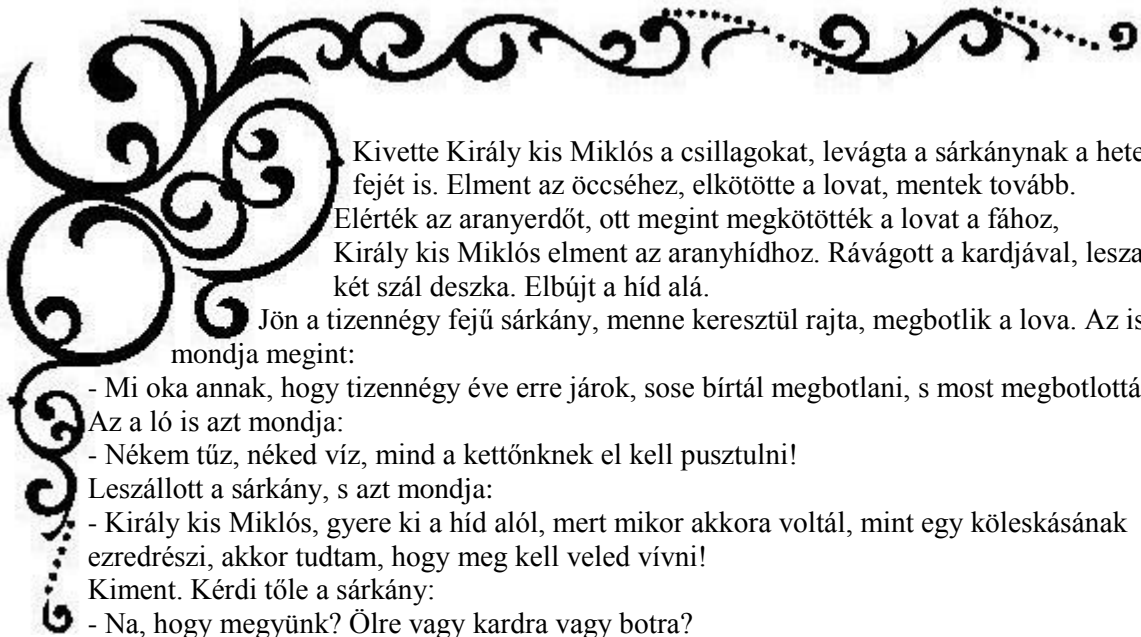 Kivette Király kis Miklós a csillagokat, levágta a sárkánynak a hete
fejét is. Elment az öccséhez, elkötötte a lovat, mentek tovább.
Elérték az aranyerdőt, ott megint megkötötték a lovat a fához,
Király kis Miklós elment az aranyhídhoz. Rávágott a kardjával, lesza
két szál deszka. Elbújt a híd alá.
Jön a tizennégy fejű sárkány, menne keresztül rajta, megbotlik a lova. Az is
mondja megint:
- Mi oka annak, hogy tizennégy éve erre járok, sose bírtál megbotlani, s most megbotlottá
Az a ló is azt mondja:
- Nékem tűz, néked víz, mind a kettőnknek el kell pusztulni!
Leszállott a sárkány, s azt mondja:
- Király kis Miklós, gyere ki a híd alól, mert mikor akkora voltál, mint egy köleskásának
ezredrészi, akkor tudtam, hogy meg kell veled vívni!
Kiment. Kérdi tőle a sárkány:
- Na, hogy megyünk? Ölre vagy kardra vagy botra?